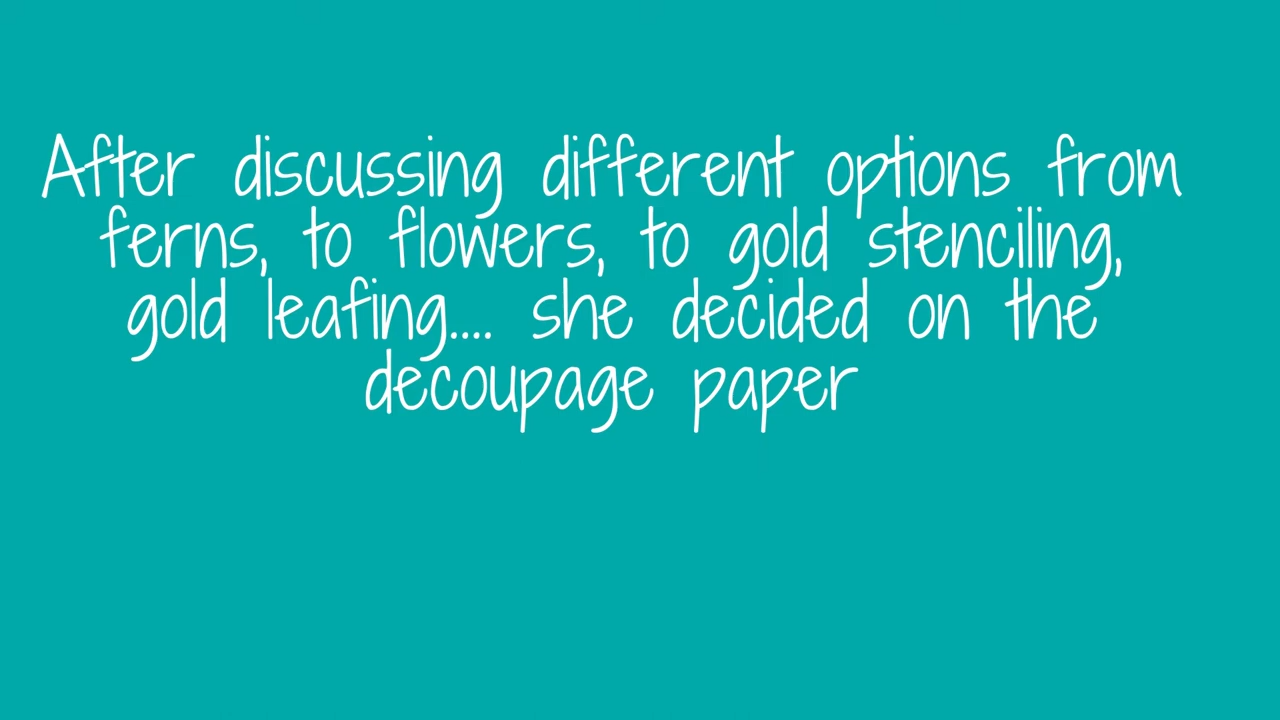 After discussing different options from
ferns, to flowers, to gold stenciling,
gold leafing.... she decided on the
decoupage paper